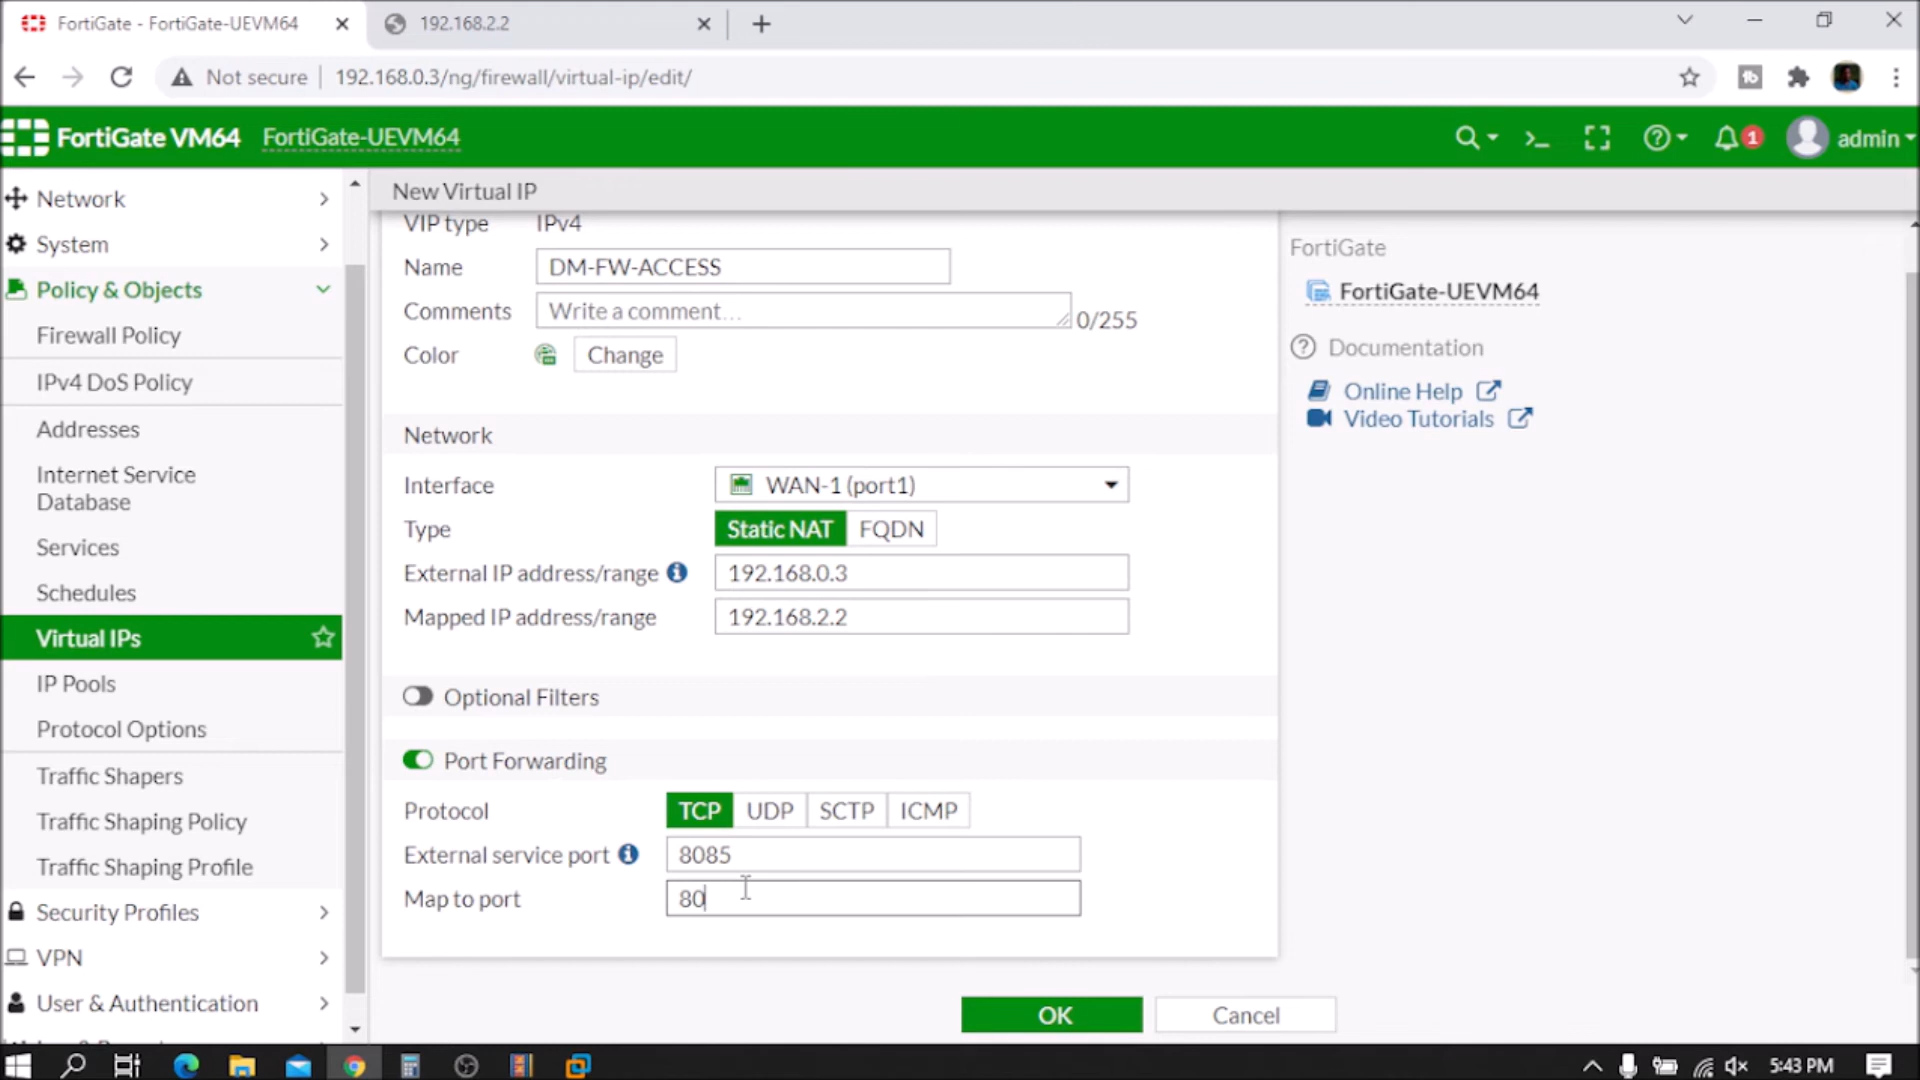 FortiGate - FortiGate-UEVM64
192.168.2.2
Not secure
192.168.0.3/ng/firewall/virtual-ip/edit/
FortiGate VM64
FortiGate-UEVM64
1
admin
Network
System
Policy & Objects
Firewall Policy
IPv4 DoS Policy
Addresses
Internet Service
Database
Services
Schedules
Virtual IPs
IP Pools
Protocol Options
Traffic Shapers
Traffic Shaping Policy
Traffic Shaping Profile
Security Profiles
VPN
User & Authentication
New Virtual IP
VIP type IPv4
Name DM-FW-ACCESS
Comments Write a comment... 0/255
Color Change
Network
Interface WAN-1 (port1)
Type Static NAT FQDN
External IP address/range 192.168.0.3
Mapped IP address/range 192.168.2.2
Optional Filters
Port Forwarding
Protocol TCP UDP SCTP ICMP
External service port 8085
Map to port 80
OK Cancel
FortiGate
FortiGate-UEVM64
Documentation
Online Help
Video Tutorials
5:43 PM